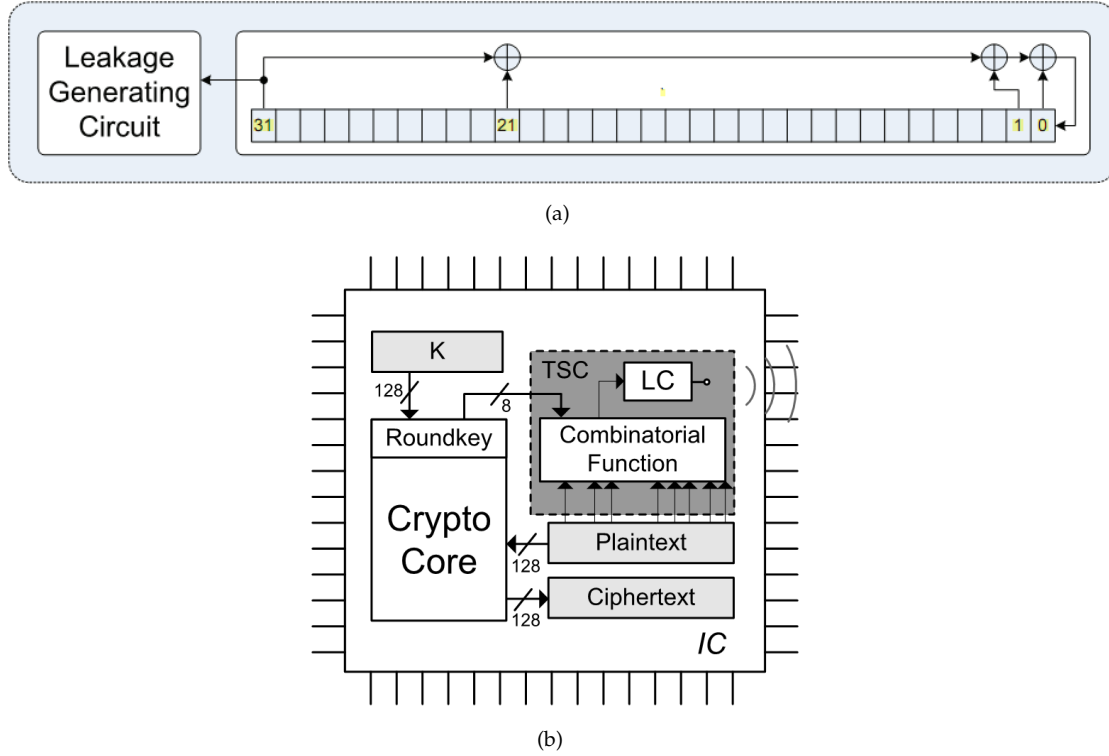 Leakage
Generating
Circuit
31
21
1
0
(a)
K
128
8
TSC
LC
Roundkey
Combinatorial
Function
Crypto
Core
128
Plaintext
128
Ciphertext
IC
(b)